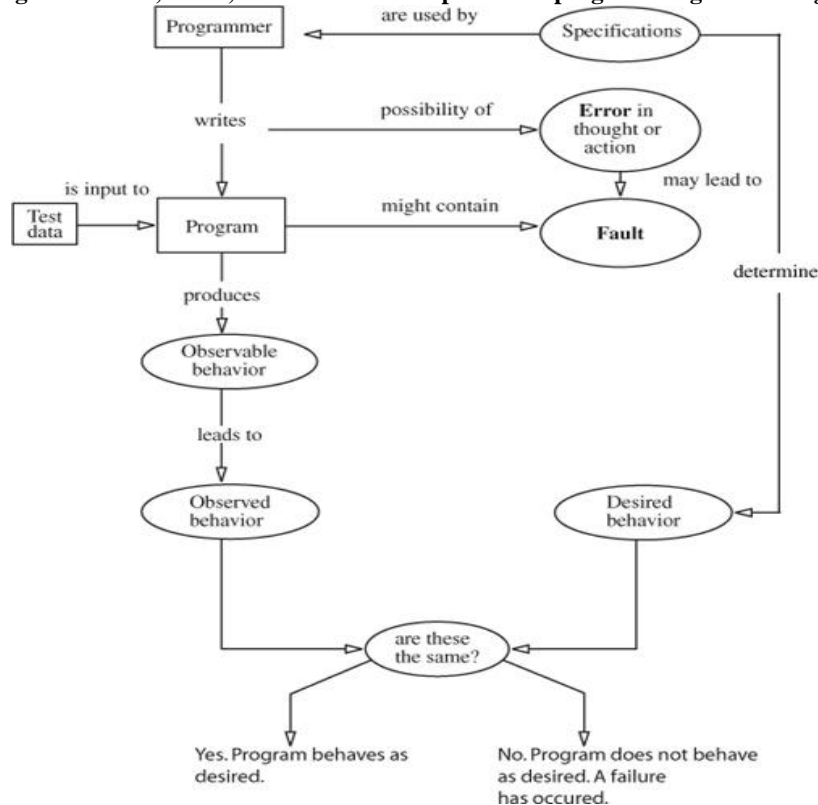 are used by
Programmer
Specifications
writes
possibility of
Error in
thought or
action
is input to
may lead to
Test
data
Program
might contain
Fault
determine
produces
Observable
behavior
leads to
Observed
behavior
Desired
behavior
are these
the same?
Yes. Program behaves as
desired.
No. Program does not behave
as desired. A failure
has occured.